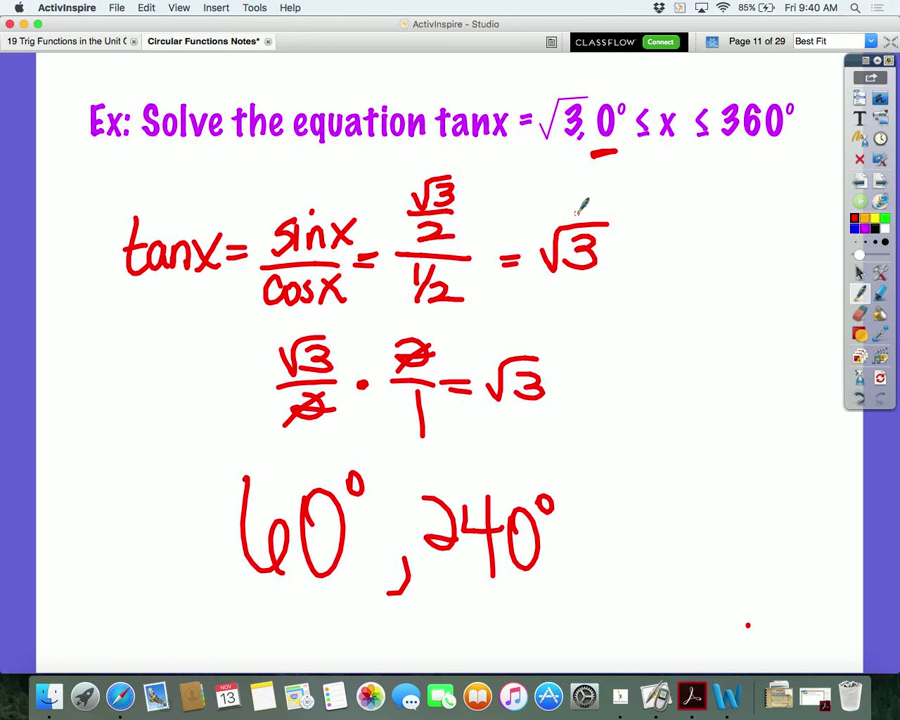 ActivInspire File Edit View Insert Tools Help 85% Fri 9:40 AM
ActivInspire - Studio
19 Trig Functions in the Unit C Circular Functions Notes* CLASSFLOW Connect Page 11 of 29 Best Fit
Ex: Solve the equation tanx = √3, 0° ≤ x ≤ 360°
tanx = sinx/cosx = (√3/2)/(1/2) = √3
√3/2 · 2/1 = √3
60°, 240°
NOV 13